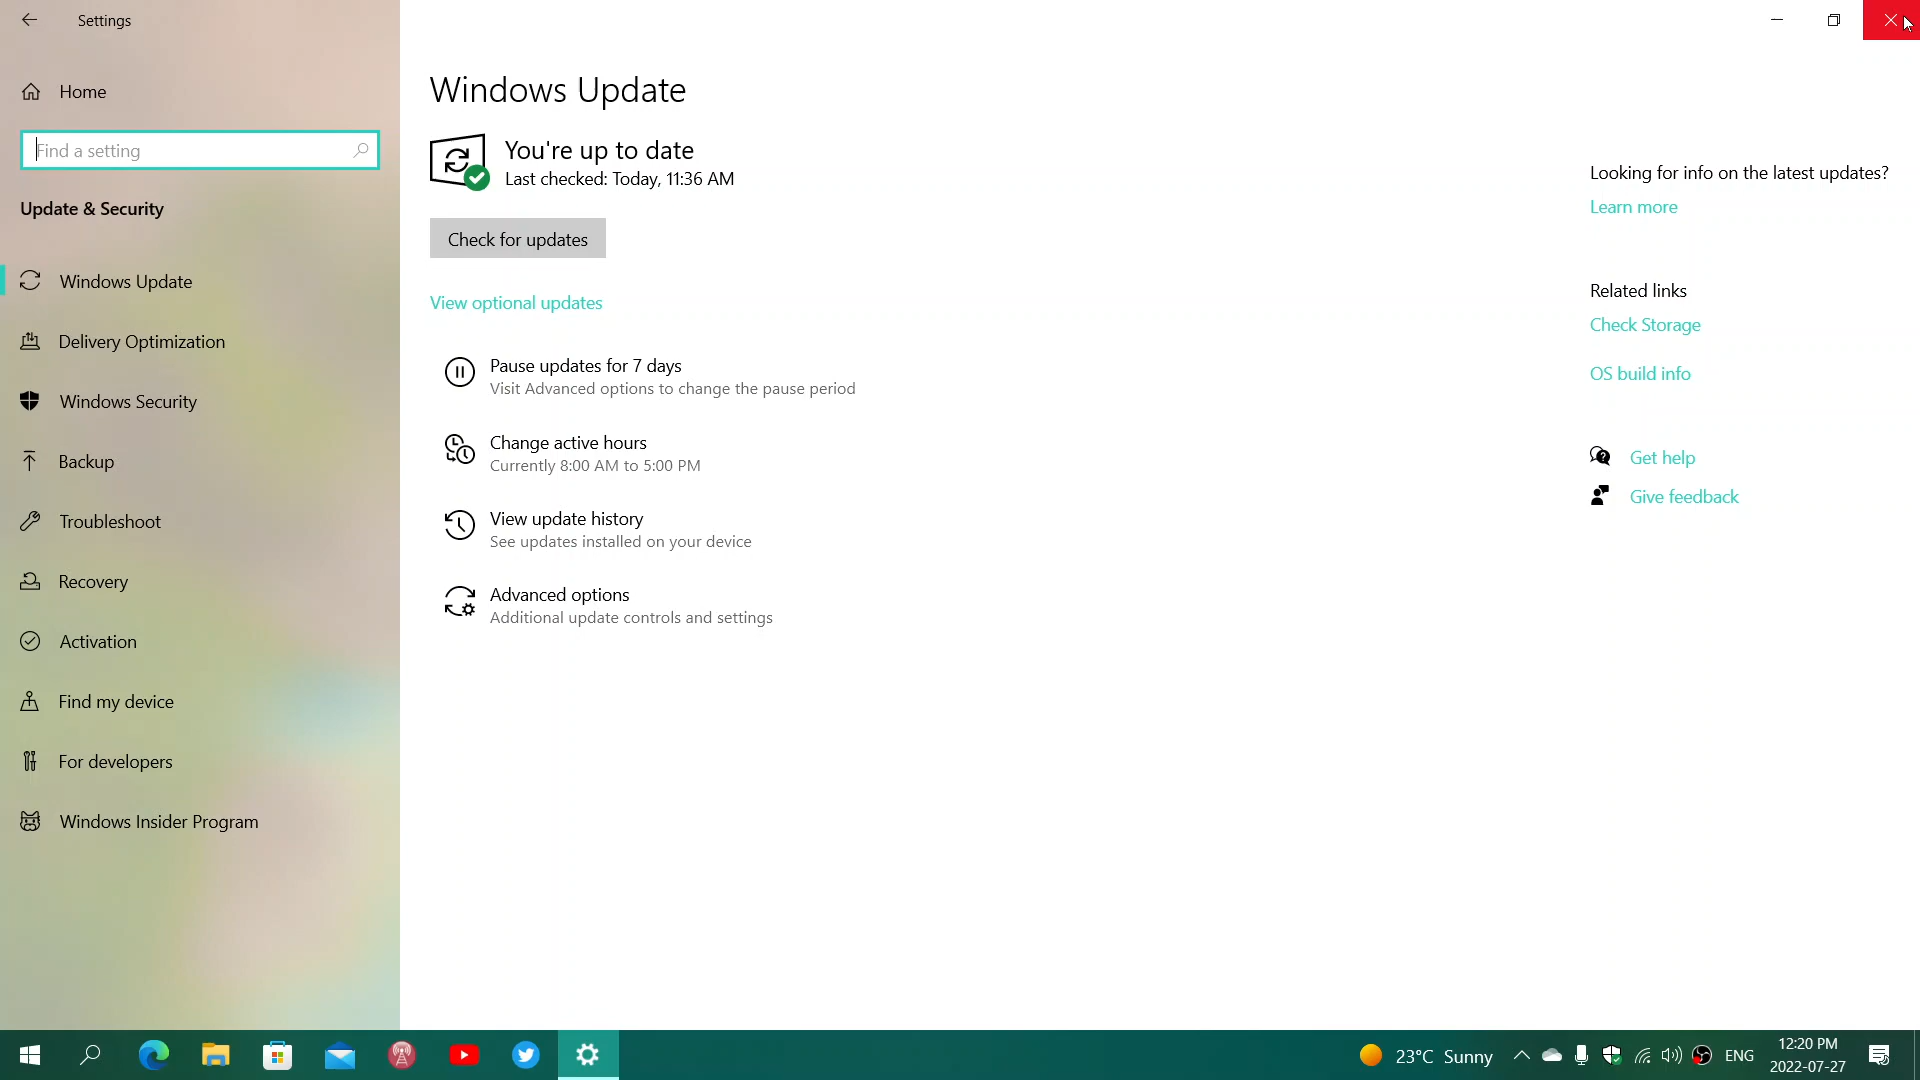 Settings
Home
Find a setting
Update & Security
Windows Update
Delivery Optimization
Windows Security
Backup
Troubleshoot
Recovery
Activation
Find my device
For developers
Windows Insider Program
Windows Update
You're up to date
Last checked: Today, 11:36 AM
Check for updates
View optional updates
Pause updates for 7 days
Visit Advanced options to change the pause period
Change active hours
Currently 8:00 AM to 5:00 PM
View update history
See updates installed on your device
Advanced options
Additional update controls and settings
Looking for info on the latest updates?
Learn more
Related links
Check Storage
OS build info
Get help
Give feedback
23°C Sunny
ENG
12:20 PM
2022-07-27